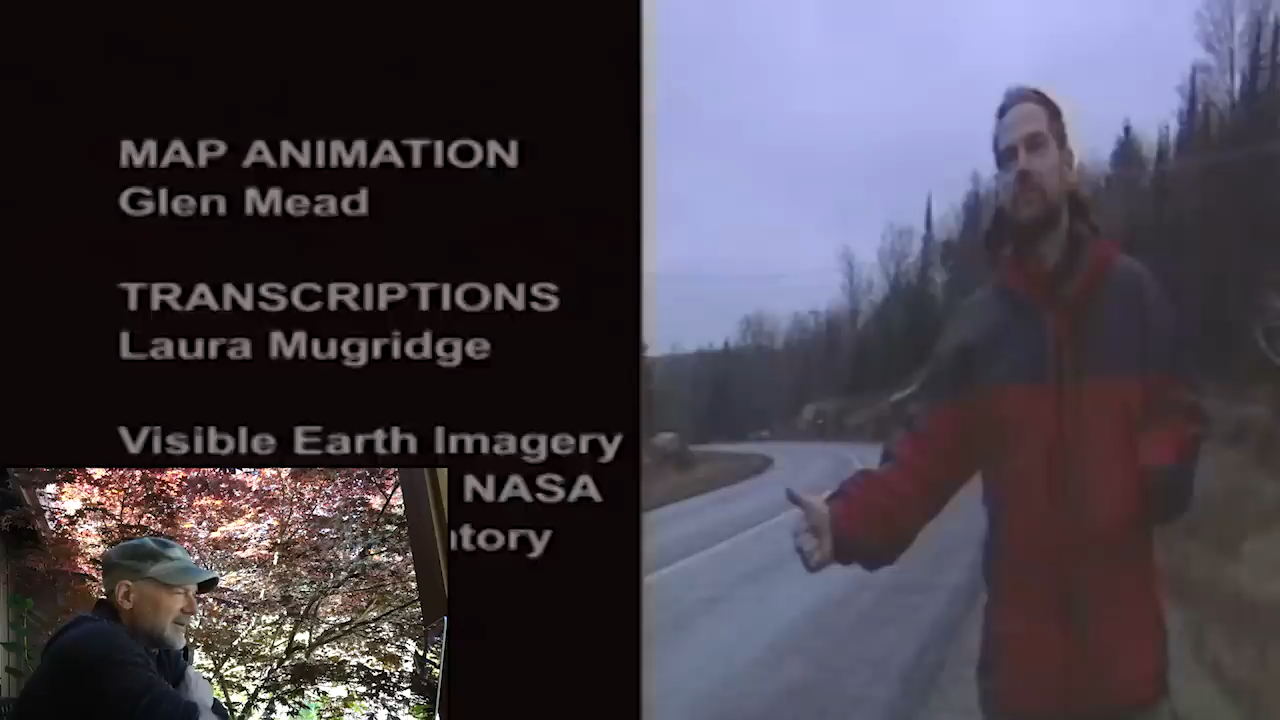 MAP ANIMATION
Glen Mead
TRANSCRIPTIONS
Laura Mugridge
Visible Earth Imagery
NASA